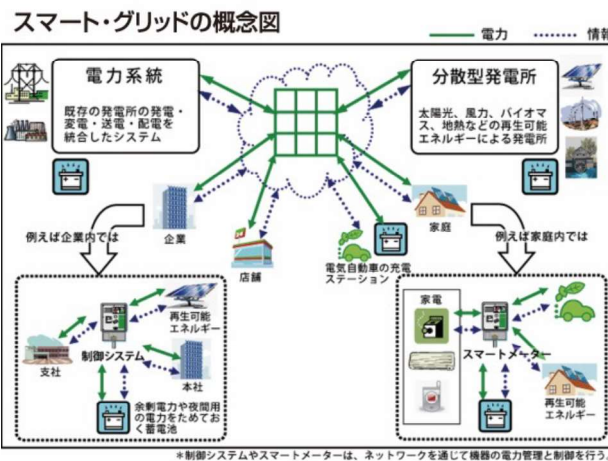 スマート・グリッドの概念図
電力
情報
電力系統
既存の発電所の発電・
変電・送電・配電を
統合したシステム
分散型発電所
太陽光、風力、バイオマ
ス、地熱などの再生可能
エネルギーによる発電所
企業
店舗
電気自動車の充電
ステーション
家庭
例えば企業内では
例えば家庭内では
再生可能
エネルギー
制御システム
支社
本社
余剰電力や夜間用
の電力をためてお
く蓄電池
家電
スマートメーター
再生可能
エネルギー
*制御システムやスマートメーターは、ネットワークを通じて機器の電力管理と制御を行う。